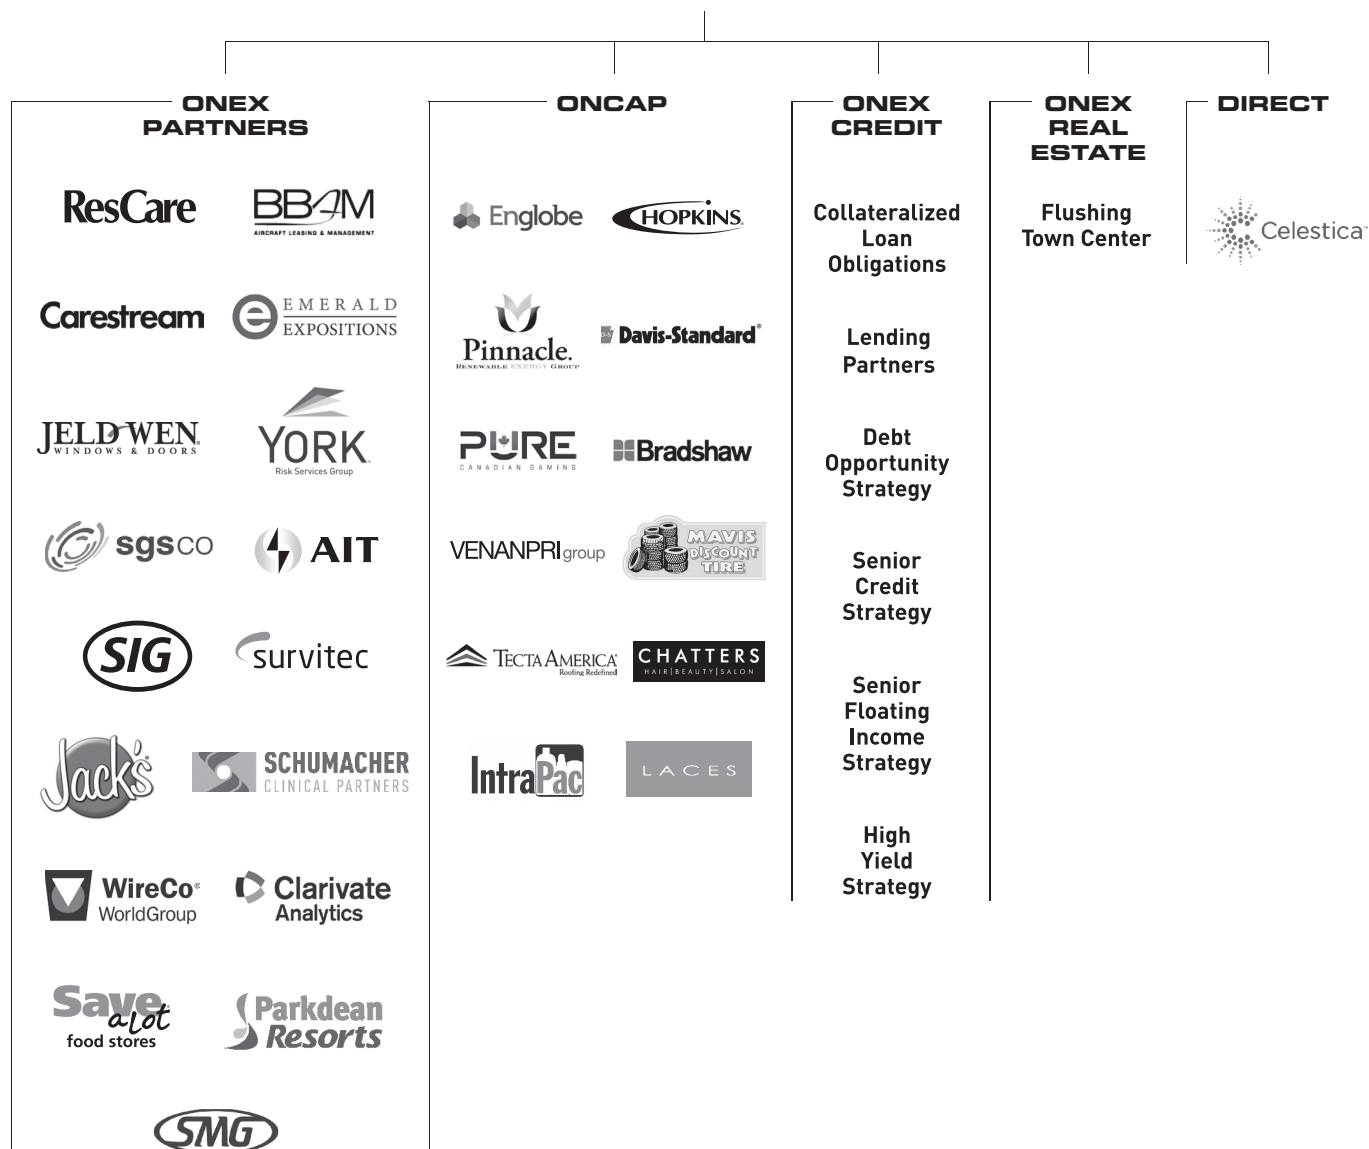 ONEX
PARTNERS
ResCare
BBAM
AIRCRAFT LEASING & MANAGEMENT
Carestream
e
EMERALD
EXPOSITIONS
JELD-WEN
WINDOWS & DOORS
YORK
Risk Services Group
sgsco
AIT
SIG
survitec
Jack's
SCHUMACHER
CLINICAL PARTNERS
WireCo®
WorldGroup
Clarivate
Analytics
Save
a Lot
food stores
Parkdean
Resorts
SMG
ONCAP
Englobe
HOPKINS
Pinnacle.
RENEWABLE ENERGY GROUP
Davis-Standard®
PURE
CANADIAN GAMING
Bradshaw
VENANPRI group
MAVIS
DISCOUNT
TIRE
TECTA AMERICA
Roofing Redefined
CHATTERS
HAIR|BEAUTY|SALON
IntraPac
LACES
ONEX
CREDIT
Collateralized
Loan
Obligations
Lending
Partners
Debt
Opportunity
Strategy
Senior
Credit
Strategy
Senior
Floating
Income
Strategy
High
Yield
Strategy
ONEX
REAL
ESTATE
Flushing
Town Center
DIRECT
Celestica